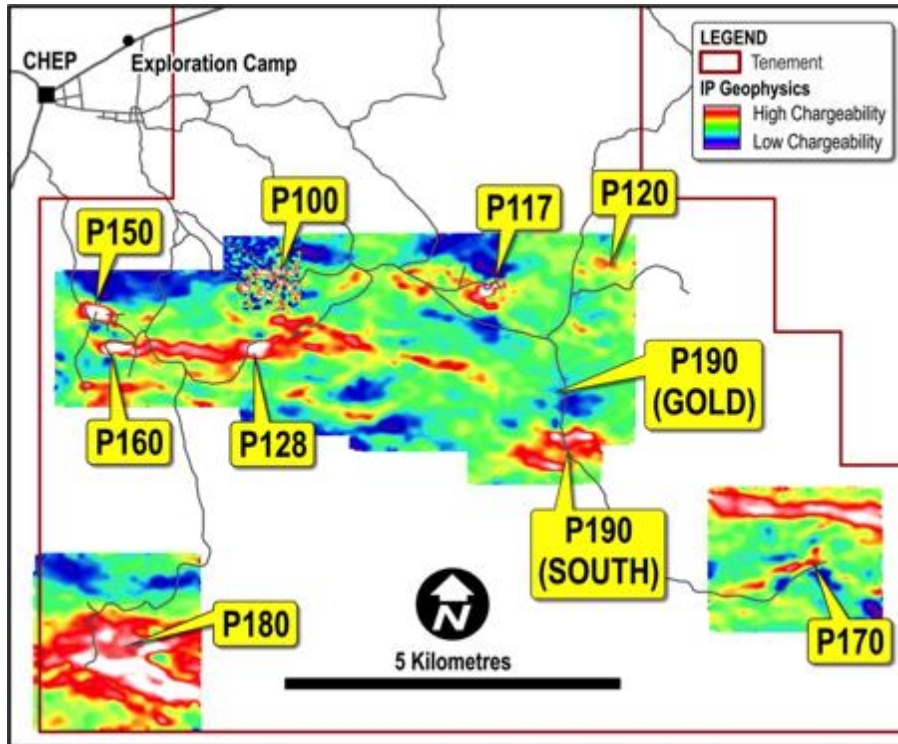 CHEP
Exploration Camp
LEGEND
Tenement
IP Geophysics
High Chargeability
Low Chargeability
P100
P117
P120
P150
P190
(GOLD)
P160
P128
P190
(SOUTH)
P180
N
5 Kilometres
P170